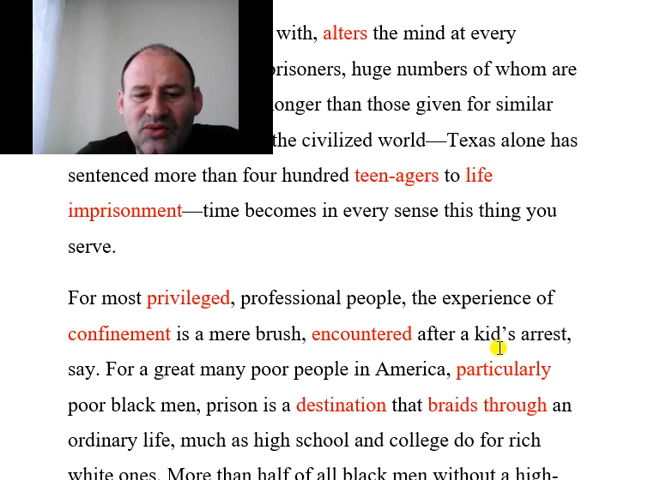 with, alters the mind at every
prisoners, huge numbers of whom are
longer than those given for similar
the civilized world—Texas alone has
sentenced more than four hundred teen-agers to life
imprisonment—time becomes in every sense this thing you
serve.
For most privileged, professional people, the experience of
confinement is a mere brush, encountered after a kid's arrest,
say. For a great many poor people in America, particularly
poor black men, prison is a destination that braids through an
ordinary life, much as high school and college do for rich
white ones. More than half of all black men without a high-